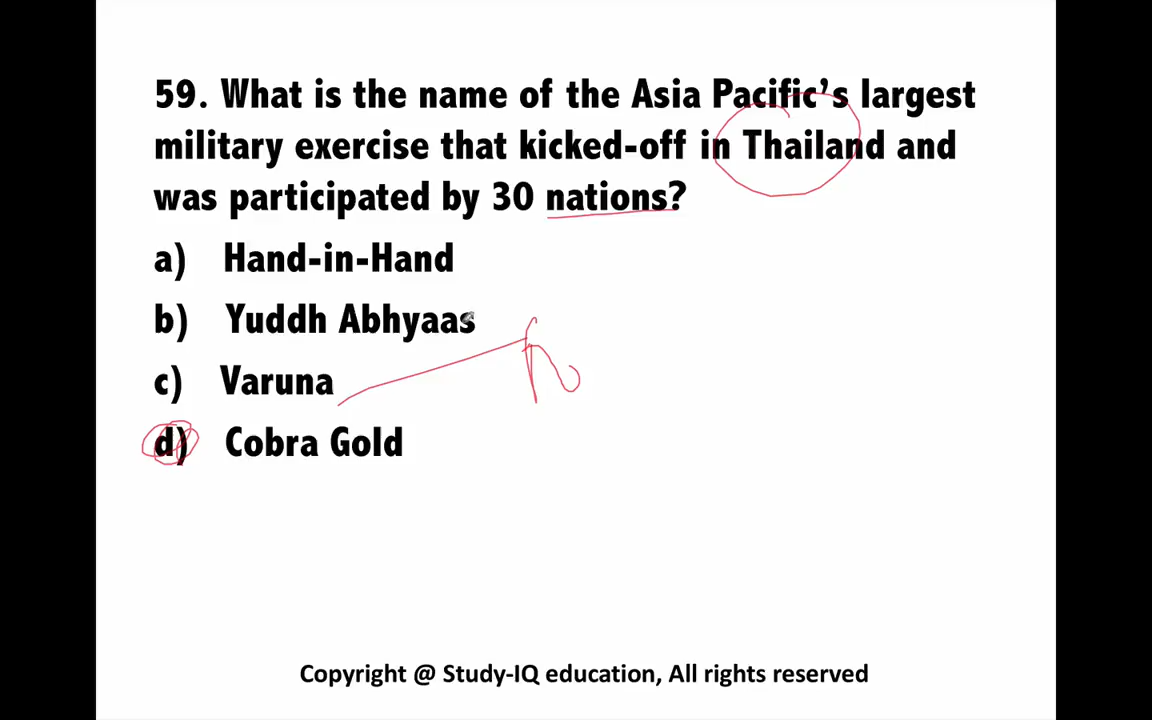 59. What is the name of the Asia Pacific's largest
military exercise that kicked-off in Thailand and
was participated by 30 nations?
a) Hand-in-Hand
b) Yuddh Abhyaas
c) Varuna
d) Cobra Gold
Copyright @ Study-IQ education, All rights reserved